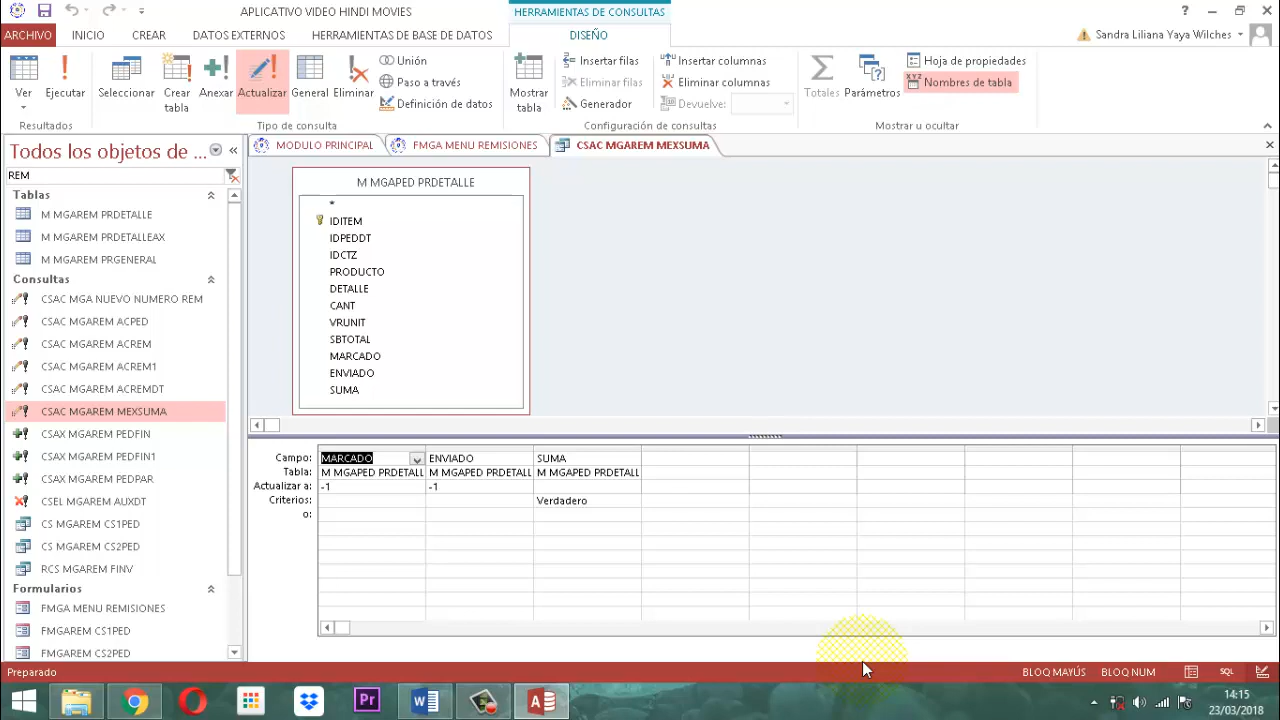 APLICATIVO VIDEO HINDI MOVIES
HERRAMIENTAS DE CONSULTAS
?
ARCHIVO INICIO CREAR DATOS EXTERNOS HERRAMIENTAS DE BASE DE DATOS DISEÑO
Sandra Liliana Yaya Wilches
Ver
Ejecutar
Resultados
Seleccionar
Crear tabla
Anexar
Actualizar
General
Eliminar
Unión
Paso a través
Definición de datos
Tipo de consulta
Mostrar tabla
Insertar filas
Eliminar filas
Generador
Insertar columnas
Eliminar columnas
Devuelve:
Configuración de consultas
Totales
Parámetros
Hoja de propiedades
XYZ Nombres de tabla
Mostrar u ocultar
Todos los objetos de ...
REM
Tablas
M MGAREM PRDETALLE
M MGAREM PRDETALLEAX
M MGAREM PRGENERAL
Consultas
CSAC MGA NUEVO NUMERO REM
CSAC MGAREM ACPED
CSAC MGAREM ACREM
CSAC MGAREM ACREM1
CSAC MGAREM ACREMDT
CSAC MGAREM MEXSUMA
CSAX MGAREM PEDFIN
CSAX MGAREM PEDFIN1
CSAX MGAREM PEDPAR
CSEL MGAREM AUXDT
CS MGAREM CS1PED
CS MGAREM CS2PED
RCS MGAREM FINV
Formularios
FMGA MENU REMISIONES
FMGAREM CS1PED
FMGAREM CS2PED
MODULO PRINCIPAL
FMGA MENU REMISIONES
CSAC MGAREM MEXSUMA
M MGAPED PRDETALLE
*
IDITEM
IDPEDDT
IDCTZ
PRODUCTO
DETALLE
CANT
VRUNIT
SBTOTAL
MARCADO
ENVIADO
SUMA
Campo: MARCADO ENVIADO SUMA
Tabla: M MGAPED PRDETALL M MGAPED PRDETALL M MGAPED PRDETALL
Actualizar a: -1 -1
Criterios: Verdadero
o:
Preparado
BLOQ MAYÚS BLOQ NUM SQL
Pr
14:15
23/03/2018